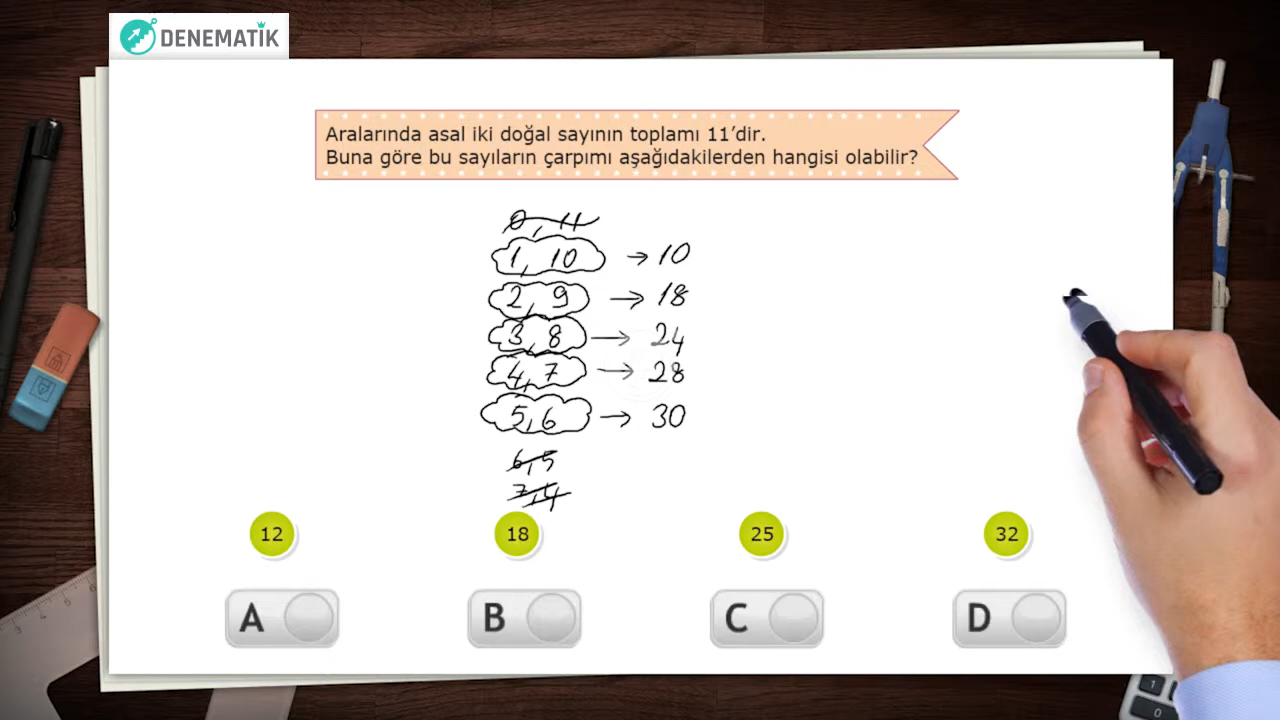 DENEMATİK
Aralarında asal iki doğal sayının toplamı 11’dir.
Buna göre bu sayıların çarpımı aşağıdakilerden hangisi olabilir?
0, 11
1, 10 → 10
2, 9 → 18
3, 8 → 24
4, 7 → 28
5, 6 → 30
6, 5
7, 4
12 18 25 32
A B C D